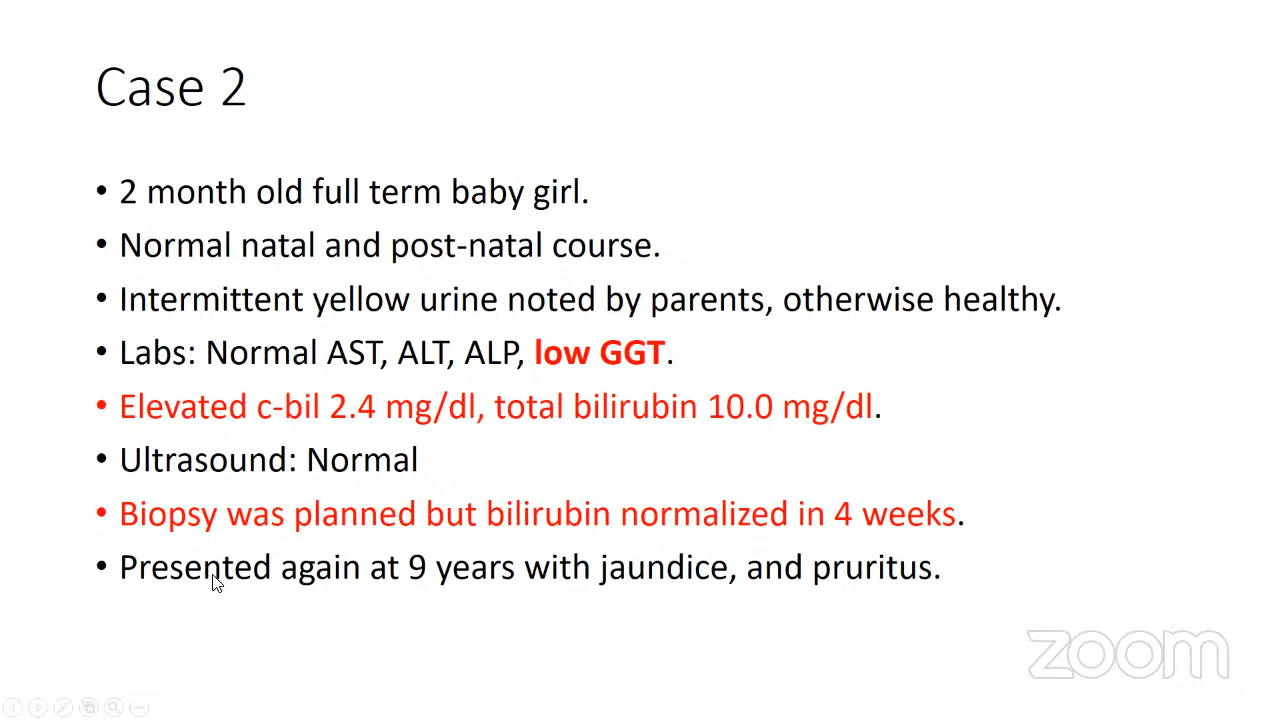 Case 2
• 2 month old full term baby girl.
• Normal natal and post-natal course.
• Intermittent yellow urine noted by parents, otherwise healthy.
• Labs: Normal AST, ALT, ALP, low GGT.
• Elevated c-bil 2.4 mg/dl, total bilirubin 10.0 mg/dl.
• Ultrasound: Normal
• Biopsy was planned but bilirubin normalized in 4 weeks.
• Presented again at 9 years with jaundice, and pruritus.
zoom